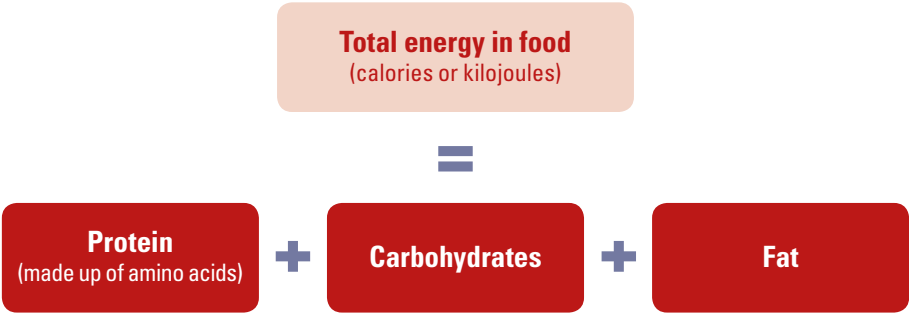 Total energy in food
(calories or kilojoules)
=
Protein
(made up of amino acids)
+
Carbohydrates
+
Fat